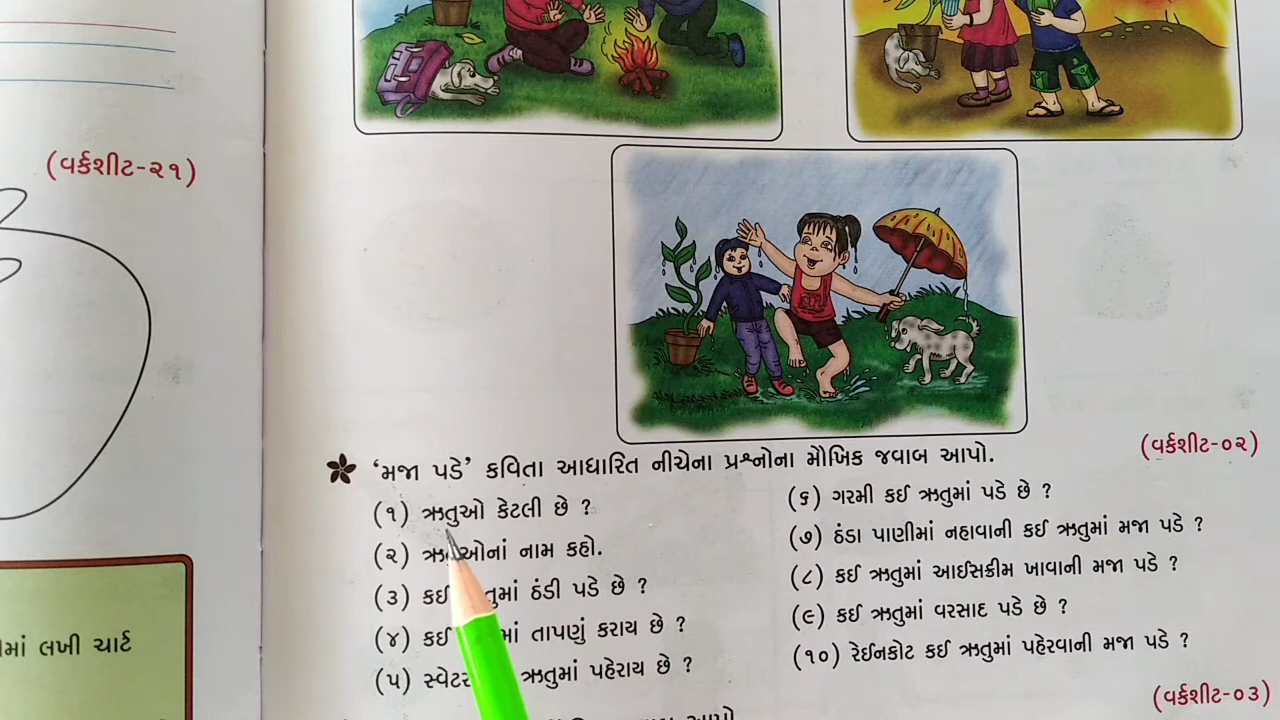 (વર્કશીટ-૨૧)
લખી ચાર્ટ
(વર્કશીટ-૦૨)
'મજા પડે' કવિતા આધારિત નીચેના પ્રશ્નોના મૌખિક જવાબ આપો.
(૧) ઋતુઓ કેટલી છે ?
(૨) નામ કહો.
(૩) કઈ ઠંડી પડે છે ?
(૪) કઈ તાપણું કરાય છે ?
(૫) ઋતુમાં પહેરાય છે ?
(૬) ગરમી કઈ ઋતુમાં પડે છે ?
(૭) ઠંડા પાણીમાં નહાવાની કઈ ઋતુમાં મજા પડે ?
(૮) કઈ ઋતુમાં આઈસક્રીમ ખાવાની મજા પડે ?
(૯) કઈ ઋતુમાં વરસાદ પડે છે ?
(૧૦) રેઈનકોટ કઈ ઋતુમાં પહેરવાની મજા પડે ?
(વર્કશીટ-૦૩)